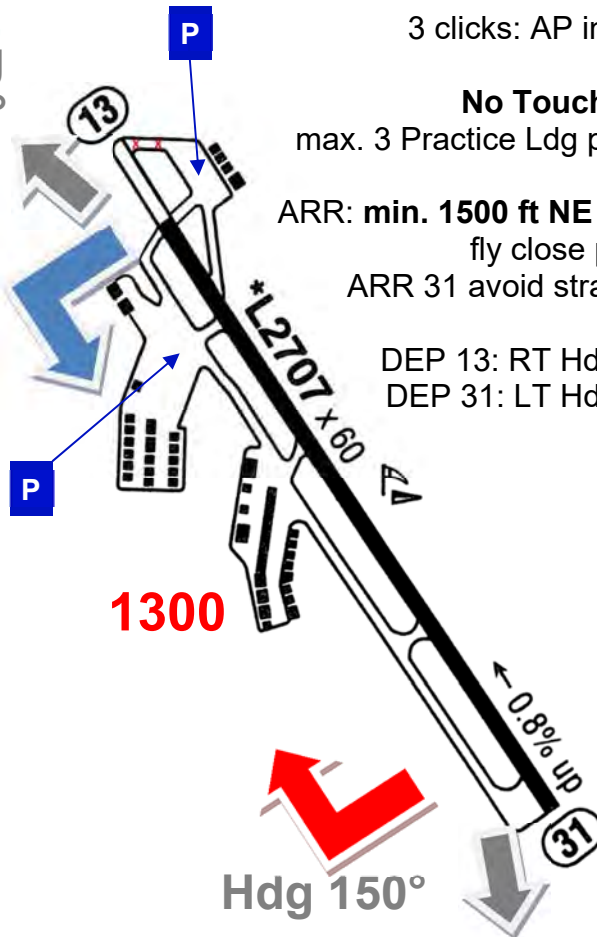 P
3 clicks: AP i
13
No Touch
max. 3 Practice Ldg p
ARR: min. 1500 ft NE
fly close
ARR 31 avoid stra
*L2707 x 60
DEP 13: RT Hd
DEP 31: LT Hd
P
1300
← 0.8% up
31
Hdg 150°